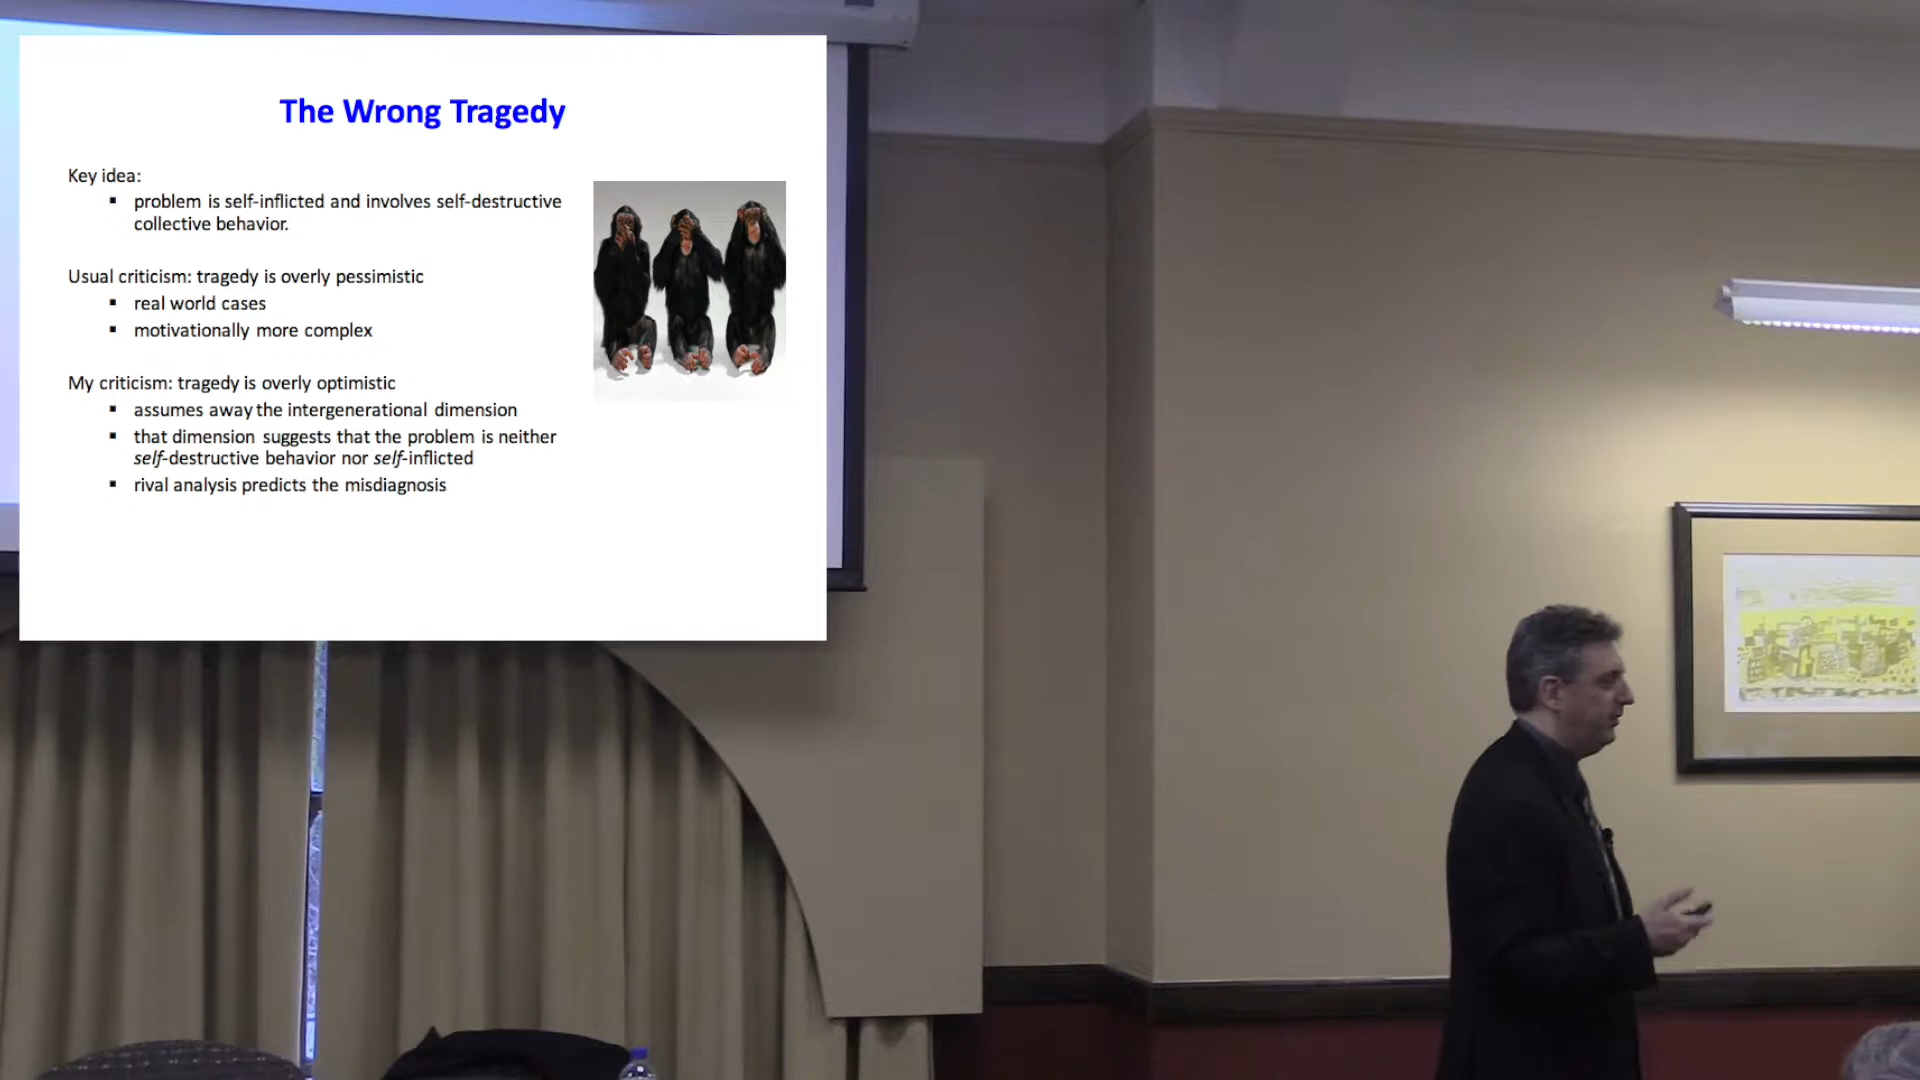 The Wrong Tragedy
Key idea:
▪ problem is self-inflicted and involves self-destructive
collective behavior.
Usual criticism: tragedy is overly pessimistic
▪ real world cases
▪ motivationally more complex
My criticism: tragedy is overly optimistic
▪ assumes away the intergenerational dimension
▪ that dimension suggests that the problem is neither
self-destructive behavior nor self-inflicted
▪ rival analysis predicts the misdiagnosis